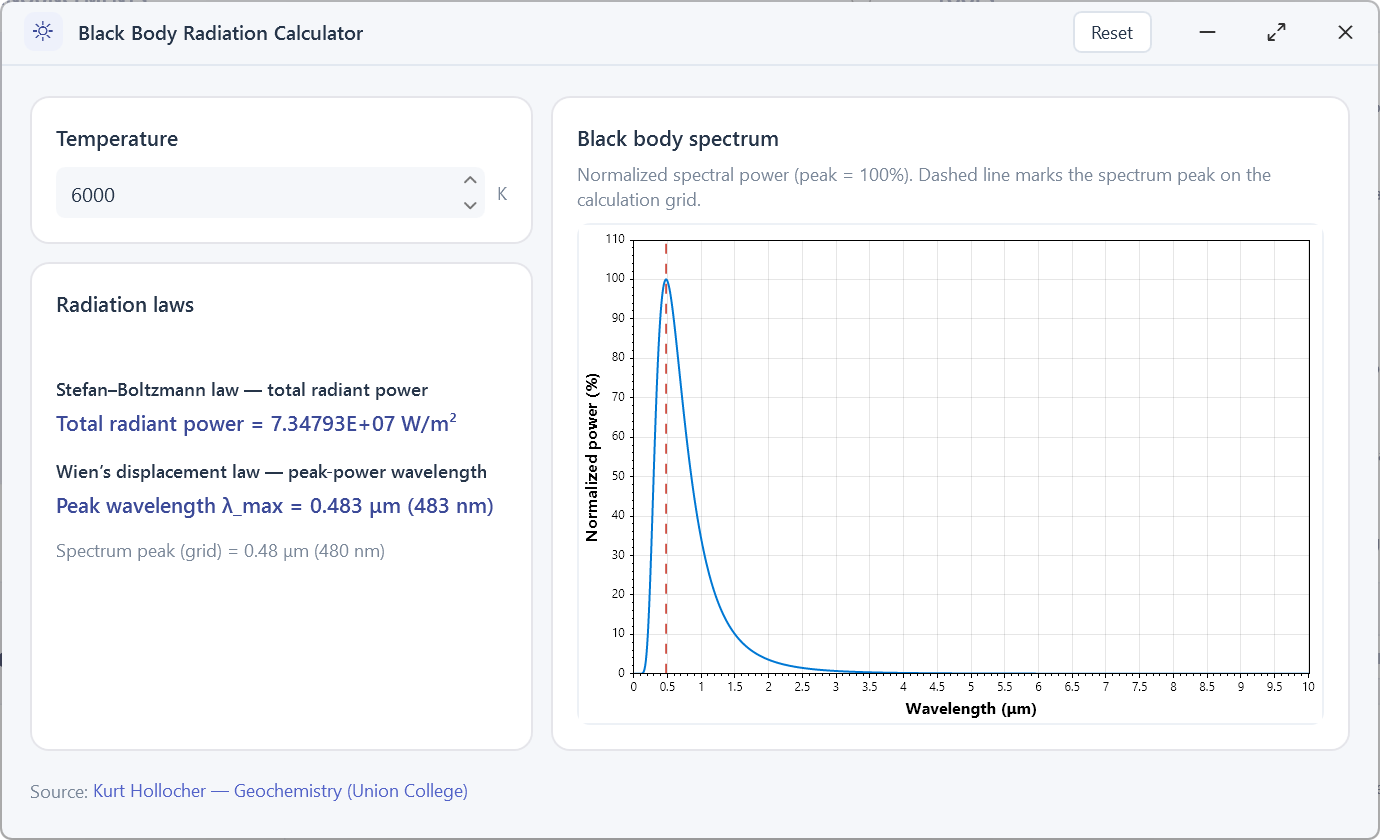 Black Body Radiation Calculator
Reset
Temperature
6000
K
Radiation laws
Stefan–Boltzmann law — total radiant power
Total radiant power = 7.34793E+07 W/m²
Wien’s displacement law — peak-power wavelength
Peak wavelength λ_max = 0.483 µm (483 nm)
Spectrum peak (grid) = 0.48 µm (480 nm)
Black body spectrum
Normalized spectral power (peak = 100%). Dashed line marks the spectrum peak on the
calculation grid.
110
100
90
80
70
60
50
40
30
20
10
0
Normalized power (%)
0 0.5 1 1.5 2 2.5 3 3.5 4 4.5 5 5.5 6 6.5 7 7.5 8 8.5 9 9.5 10
Wavelength (µm)
Source: Kurt Hollocher — Geochemistry (Union College)